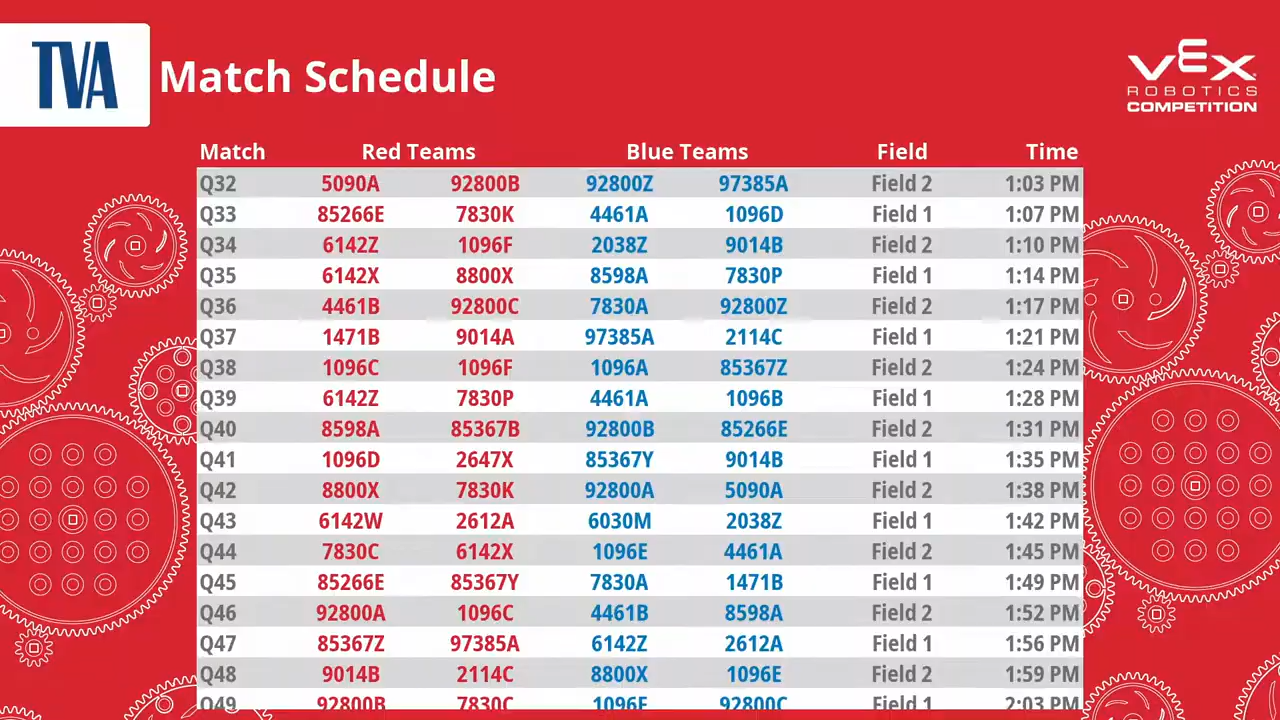 TVA
Match Schedule
VEX
ROBOTICS
COMPETITION
Match Red Teams Blue Teams Field Time
Q32 5090A 92800B 92800Z 97385A Field 2 1:03 PM
Q33 85266E 7830K 4461A 1096D Field 1 1:07 PM
Q34 6142Z 1096F 2038Z 9014B Field 2 1:10 PM
Q35 6142X 8800X 8598A 7830P Field 1 1:14 PM
Q36 4461B 92800C 7830A 92800Z Field 2 1:17 PM
Q37 1471B 9014A 97385A 2114C Field 1 1:21 PM
Q38 1096C 1096F 1096A 85367Z Field 2 1:24 PM
Q39 6142Z 7830P 4461A 1096B Field 1 1:28 PM
Q40 8598A 85367B 92800B 85266E Field 2 1:31 PM
Q41 1096D 2647X 85367Y 9014B Field 1 1:35 PM
Q42 8800X 7830K 92800A 5090A Field 2 1:38 PM
Q43 6142W 2612A 6030M 2038Z Field 1 1:42 PM
Q44 7830C 6142X 1096E 4461A Field 2 1:45 PM
Q45 85266E 85367Y 7830A 1471B Field 1 1:49 PM
Q46 92800A 1096C 4461B 8598A Field 2 1:52 PM
Q47 85367Z 97385A 6142Z 2612A Field 1 1:56 PM
Q48 9014B 2114C 8800X 1096E Field 2 1:59 PM
Q49 92800B 7830C 92800C Field 1 2:03 PM